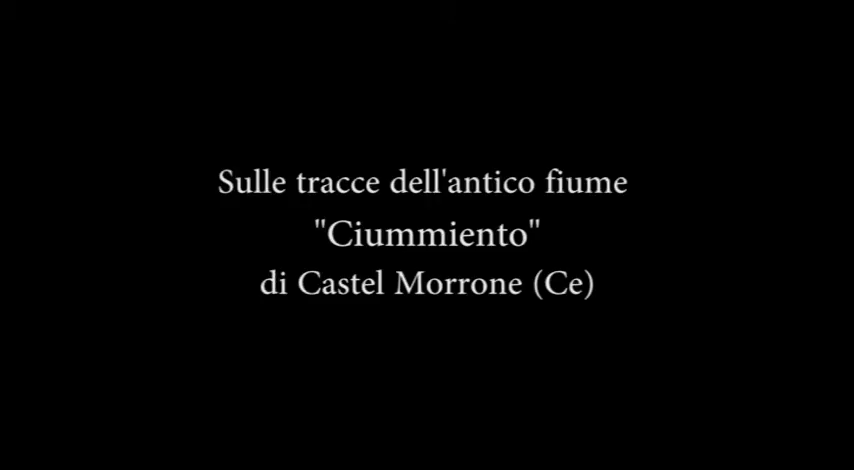 Sulle tracce dell'antico fiume
"Ciummiento"
di Castel Morrone (Ce)